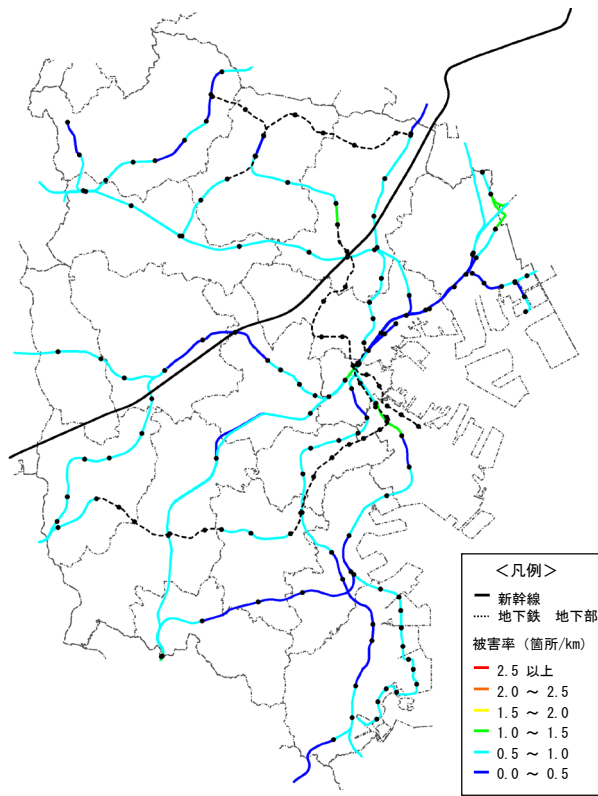 ＜凡例＞
新幹線
地下鉄　地下部
被害率（箇所/km）
2.5 以上
2.0 ～ 2.5
1.5 ～ 2.0
1.0 ～ 1.5
0.5 ～ 1.0
0.0 ～ 0.5